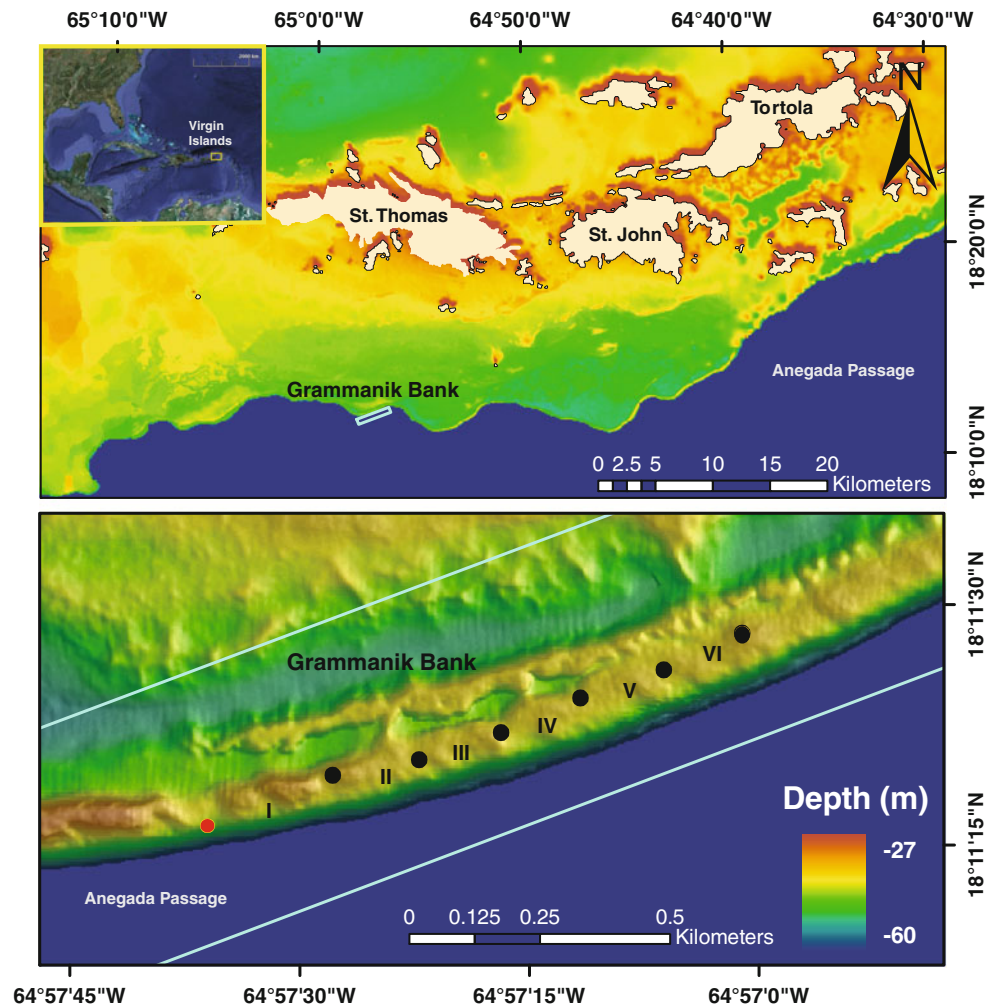 65°10'0"W 65°0'0"W 64°50'0"W 64°40'0"W 64°30'0"W
Virgin
Islands
N
Tortola
St. Thomas
St. John
18°20'0"N
Anegada Passage
Grammanik Bank
0 2.5 5 10 15 20
Kilometers
18°10'0"N
18°11'30"N
Grammanik Bank
VI
V
IV
III
II
I
Depth (m)
-27
-60
18°11'15"N
Anegada Passage
0 0.125 0.25 0.5
Kilometers
64°57'45"W 64°57'30"W 64°57'15"W 64°57'0"W